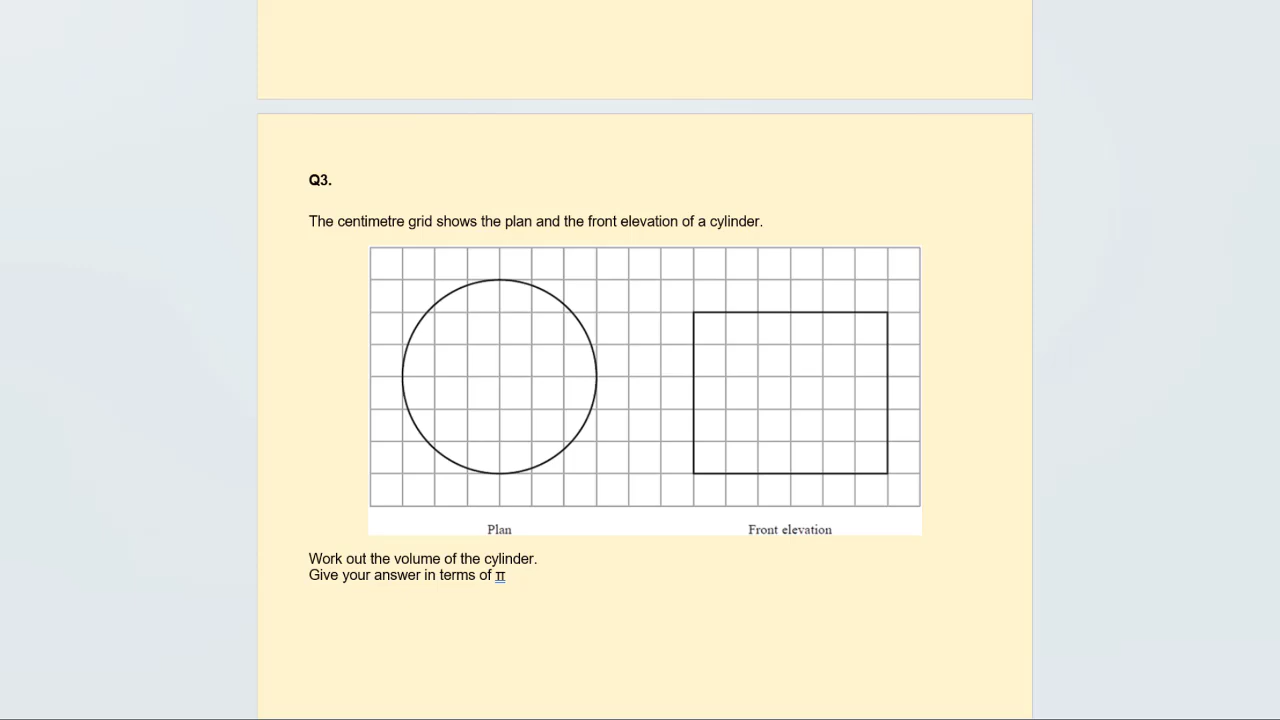 Q3.
The centimetre grid shows the plan and the front elevation of a cylinder.
Plan
Front elevation
Work out the volume of the cylinder.
Give your answer in terms of π